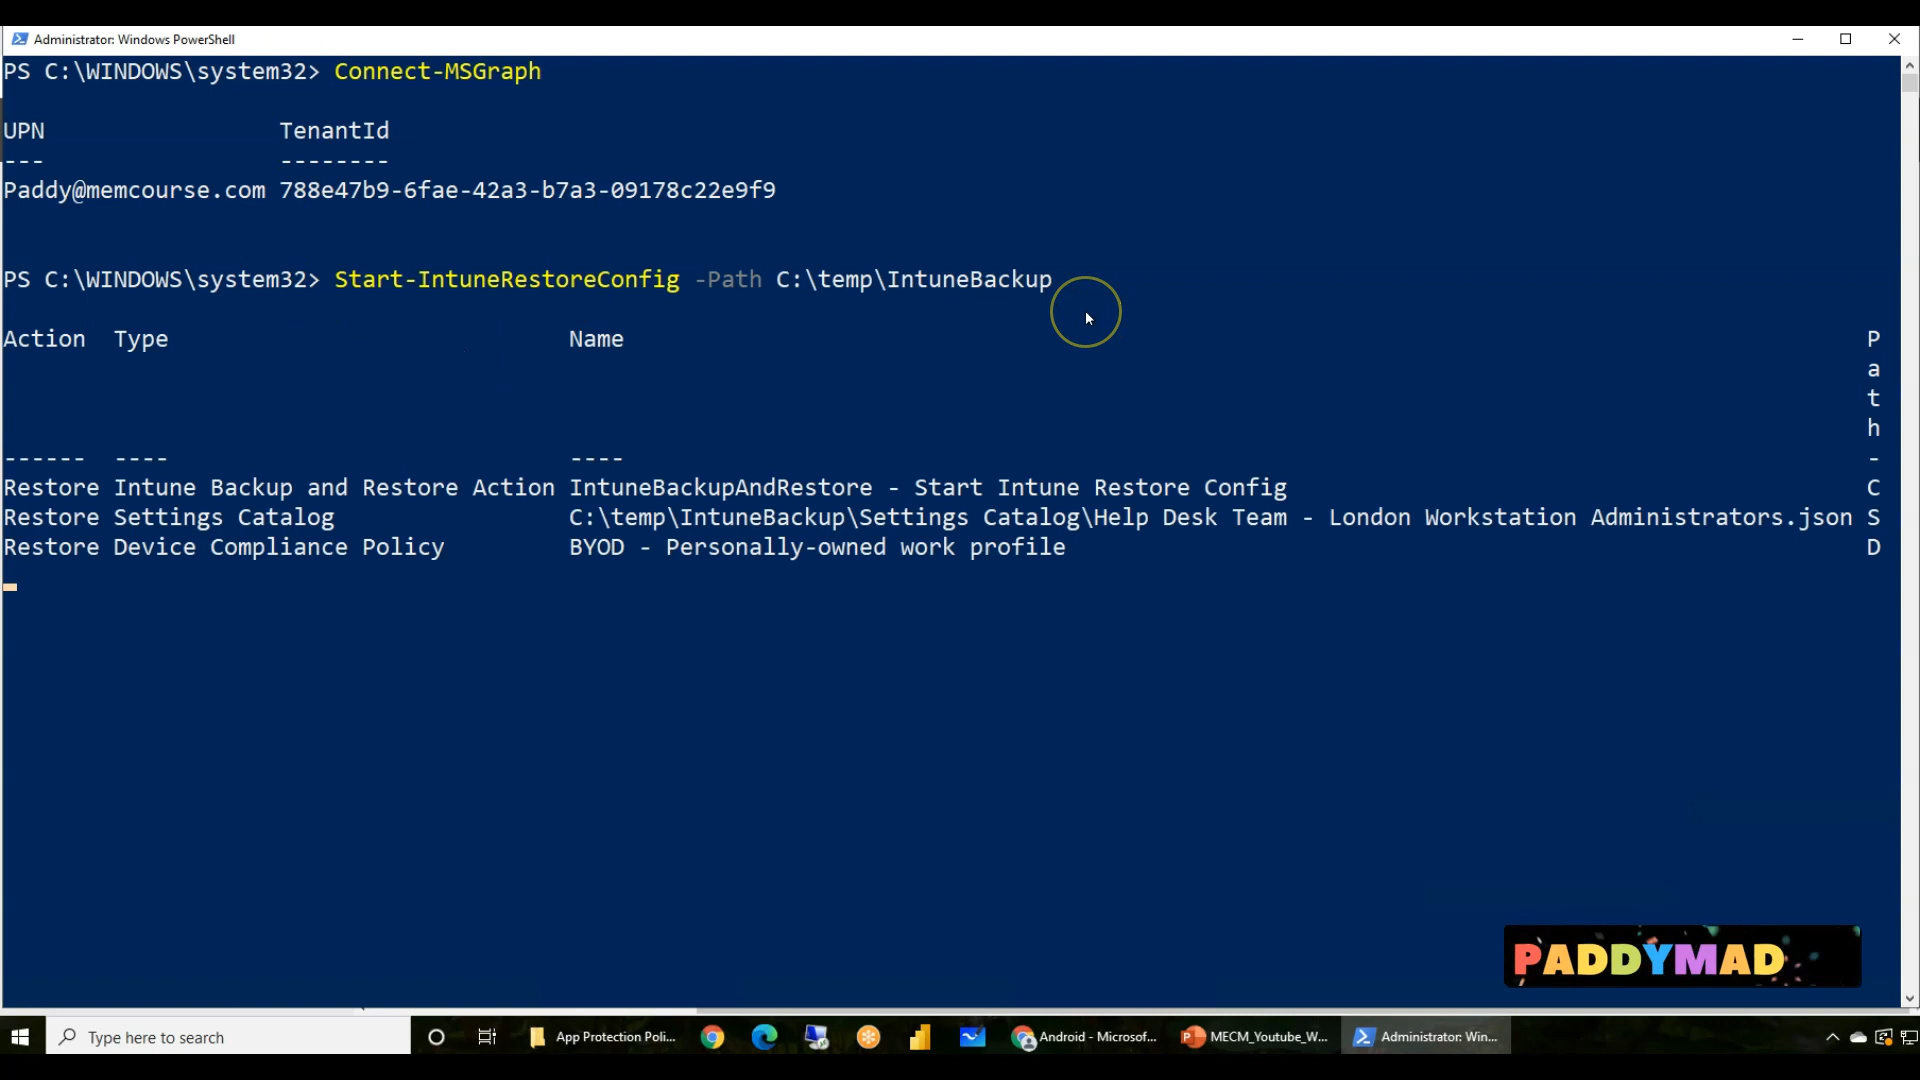 Administrator: Windows PowerShell
PS C:\WINDOWS\system32> Connect-MSGraph
UPN TenantId
--- --------
Paddy@memcourse.com 788e47b9-6fae-42a3-b7a3-09178c22e9f9
PS C:\WINDOWS\system32> Start-IntuneRestoreConfig -Path C:\temp\IntuneBackup
Action Type Name P
a
t
h
------ ---- ---- -
Restore Intune Backup and Restore Action IntuneBackupAndRestore - Start Intune Restore Config C
Restore Settings Catalog C:\temp\IntuneBackup\Settings Catalog\Help Desk Team - London Workstation Administrators.json S
Restore Device Compliance Policy BYOD - Personally-owned work profile D
PADDYMAD
Type here to search App Protection Poli... Android - Microsof... MECM_Youtube_W... Administrator: Win...